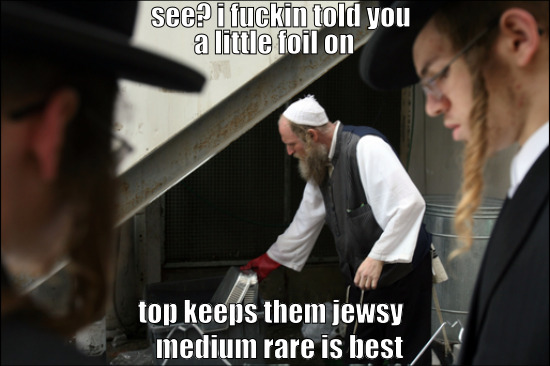 see? i fuckin told you
a little foil on
top keeps them jewsy
medium rare is best